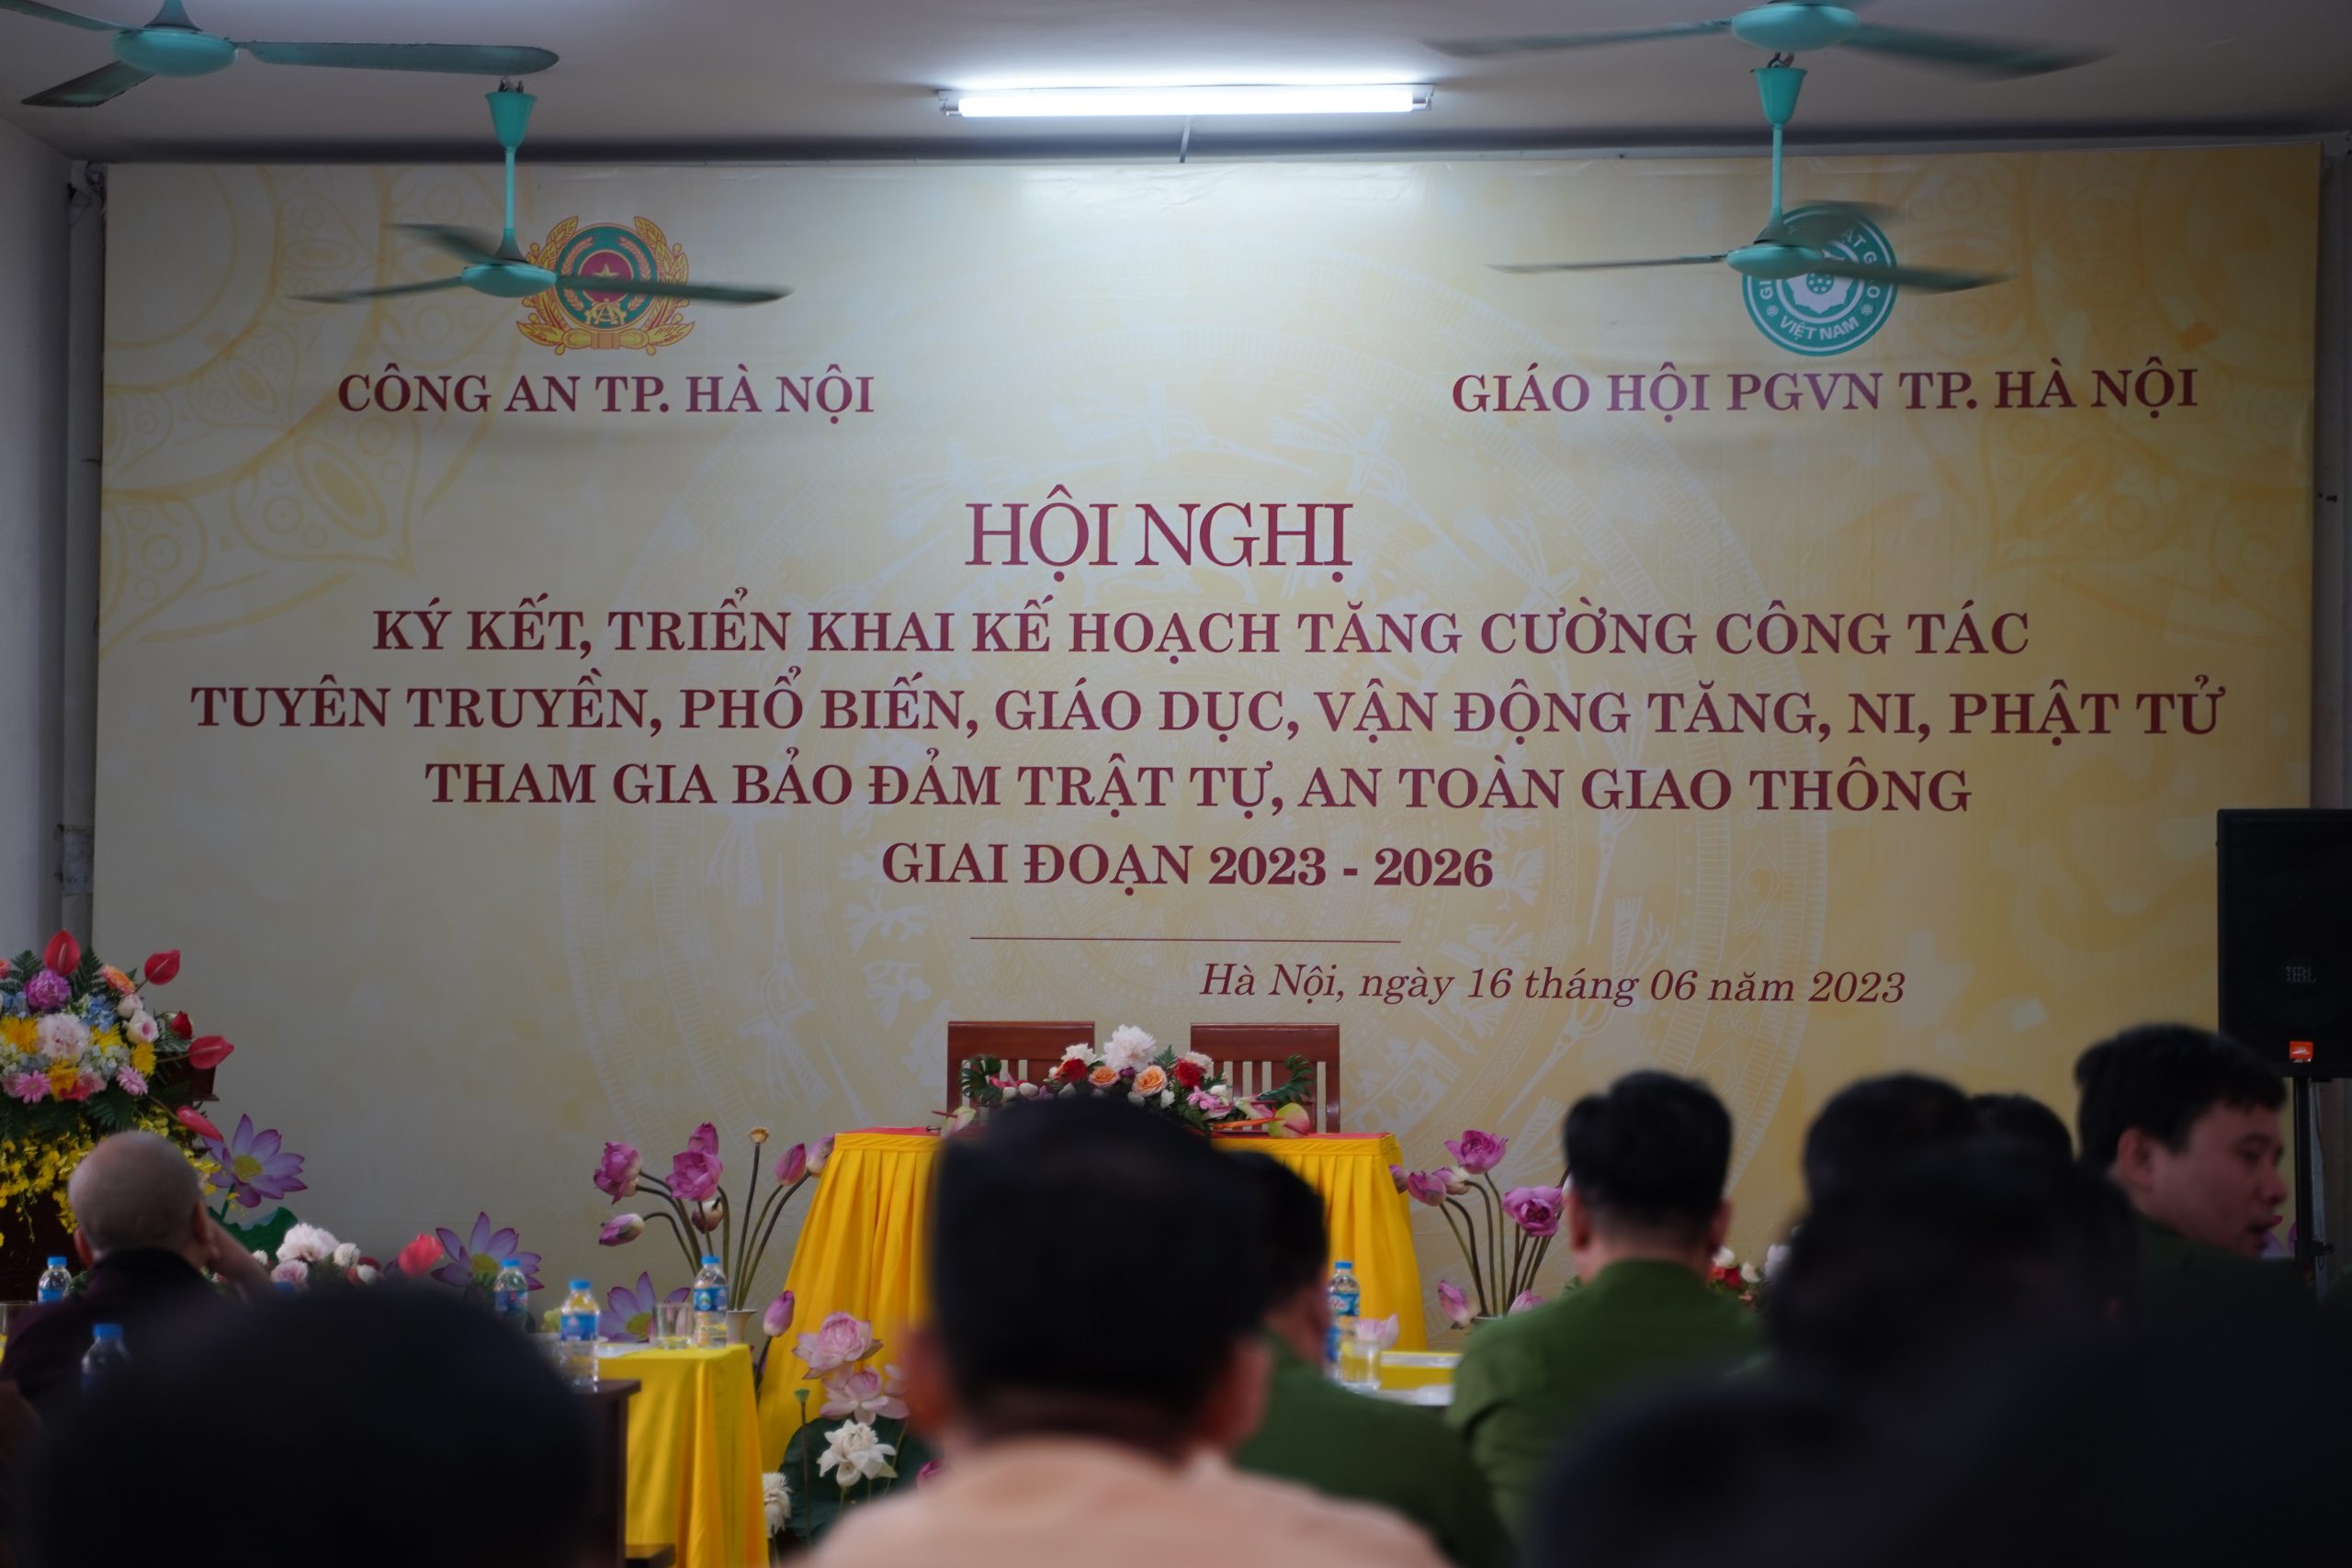 CÔNG AN TP. HÀ NỘI
VIỆT NAM
GIÁO HỘI PGVN TP. HÀ NỘI
HỘI NGHỊ
KÝ KẾT, TRIỂN KHAI KẾ HOẠCH TĂNG CƯỜNG CÔNG TÁC
TUYÊN TRUYỀN, PHỔ BIẾN, GIÁO DỤC, VẬN ĐỘNG TĂNG, NI, PHẬT TỬ
THAM GIA BẢO ĐẢM TRẬT TỰ, AN TOÀN GIAO THÔNG
GIAI ĐOẠN 2023 - 2026
Hà Nội, ngày 16 tháng 06 năm 2023